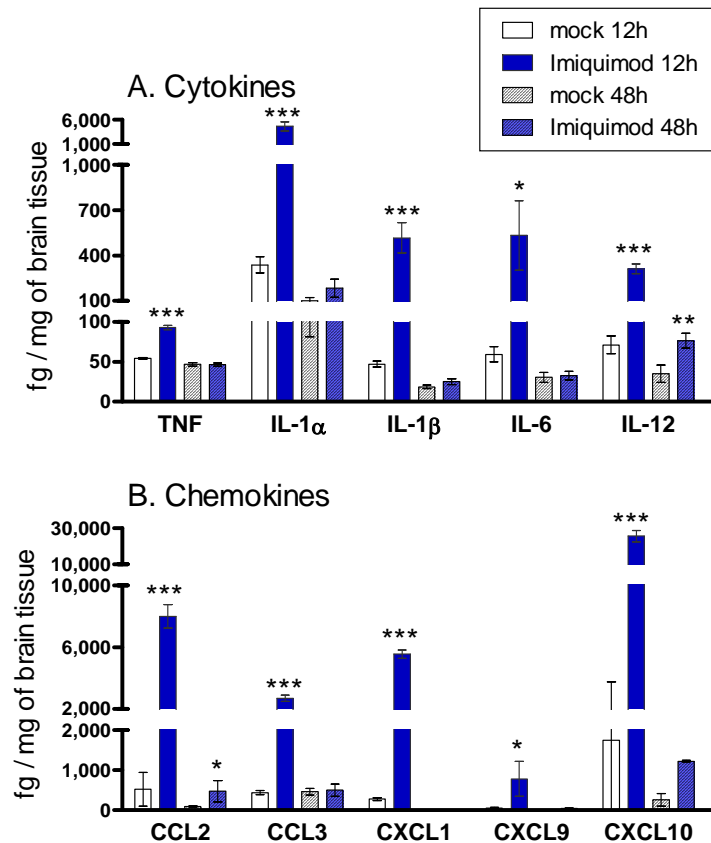 mock 12h
Imiquimod 12h
mock 48h
Imiquimod 48h
A. Cytokines
fg / mg of brain tissue
6,000
1,000
1,000
700
400
100
100
50
0
***
***
***
*
***
**
TNF IL-1α IL-1β IL-6 IL-12
B. Chemokines
fg / mg of brain tissue
30,000
10,000
6,000
2,000
2,000
1,000
0
***
*
***
***
*
***
CCL2 CCL3 CXCL1 CXCL9 CXCL10